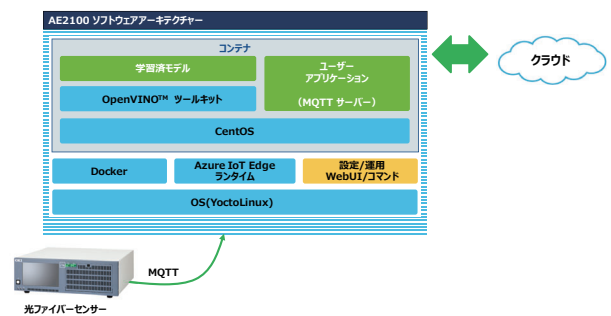 AE2100 ソフトウェアアーキテクチャー
コンテナ
学習済モデル
ユーザー
アプリケーション
(MQTT サーバー)
OpenVINO™ ツールキット
CentOS
Docker
Azure IoT Edge
ランタイム
設定/運用
WebUI/コマンド
OS(YoctoLinux)
クラウド
MQTT
光ファイバーセンサー